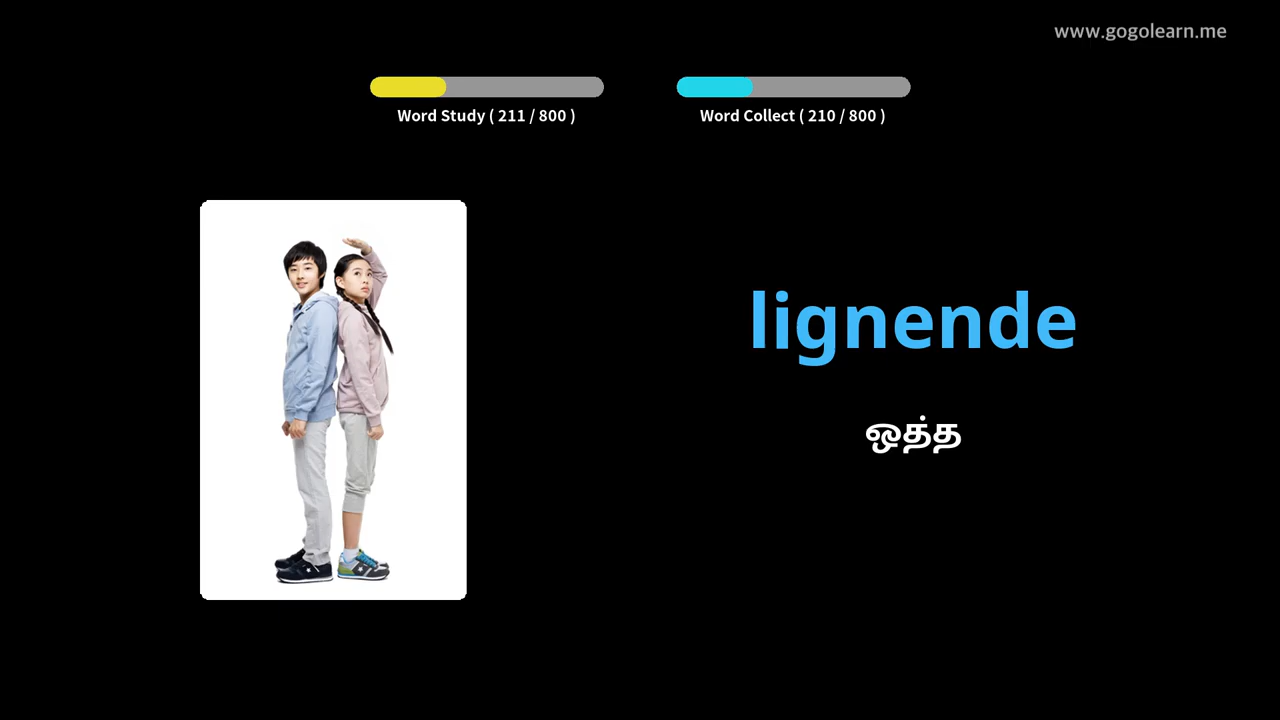 www.gogolearn.me
Word Study ( 211 / 800 )
Word Collect ( 210 / 800 )
lignende
ஒத்த